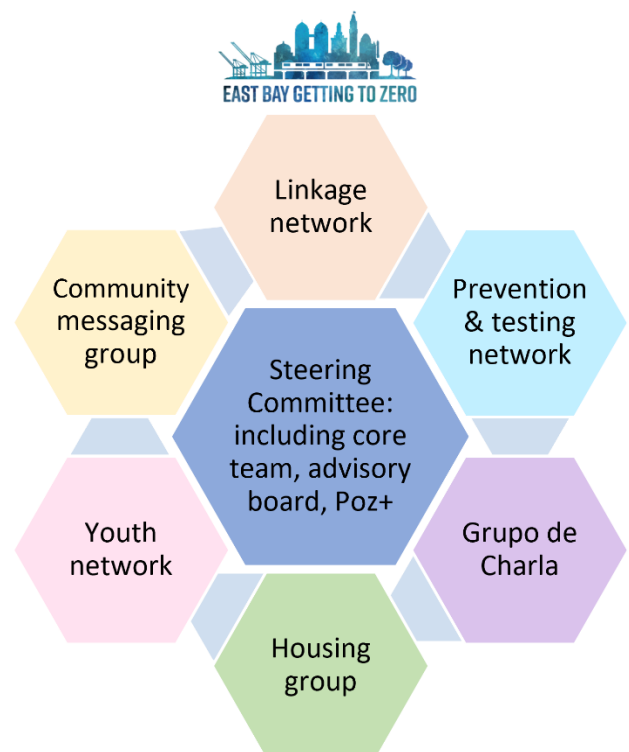 EAST BAY GETTING TO ZERO
Linkage
network
Community
messaging
group
Prevention
& testing
network
Steering
Committee:
including core
team, advisory
board, Poz+
Youth
network
Grupo de
Charla
Housing
group